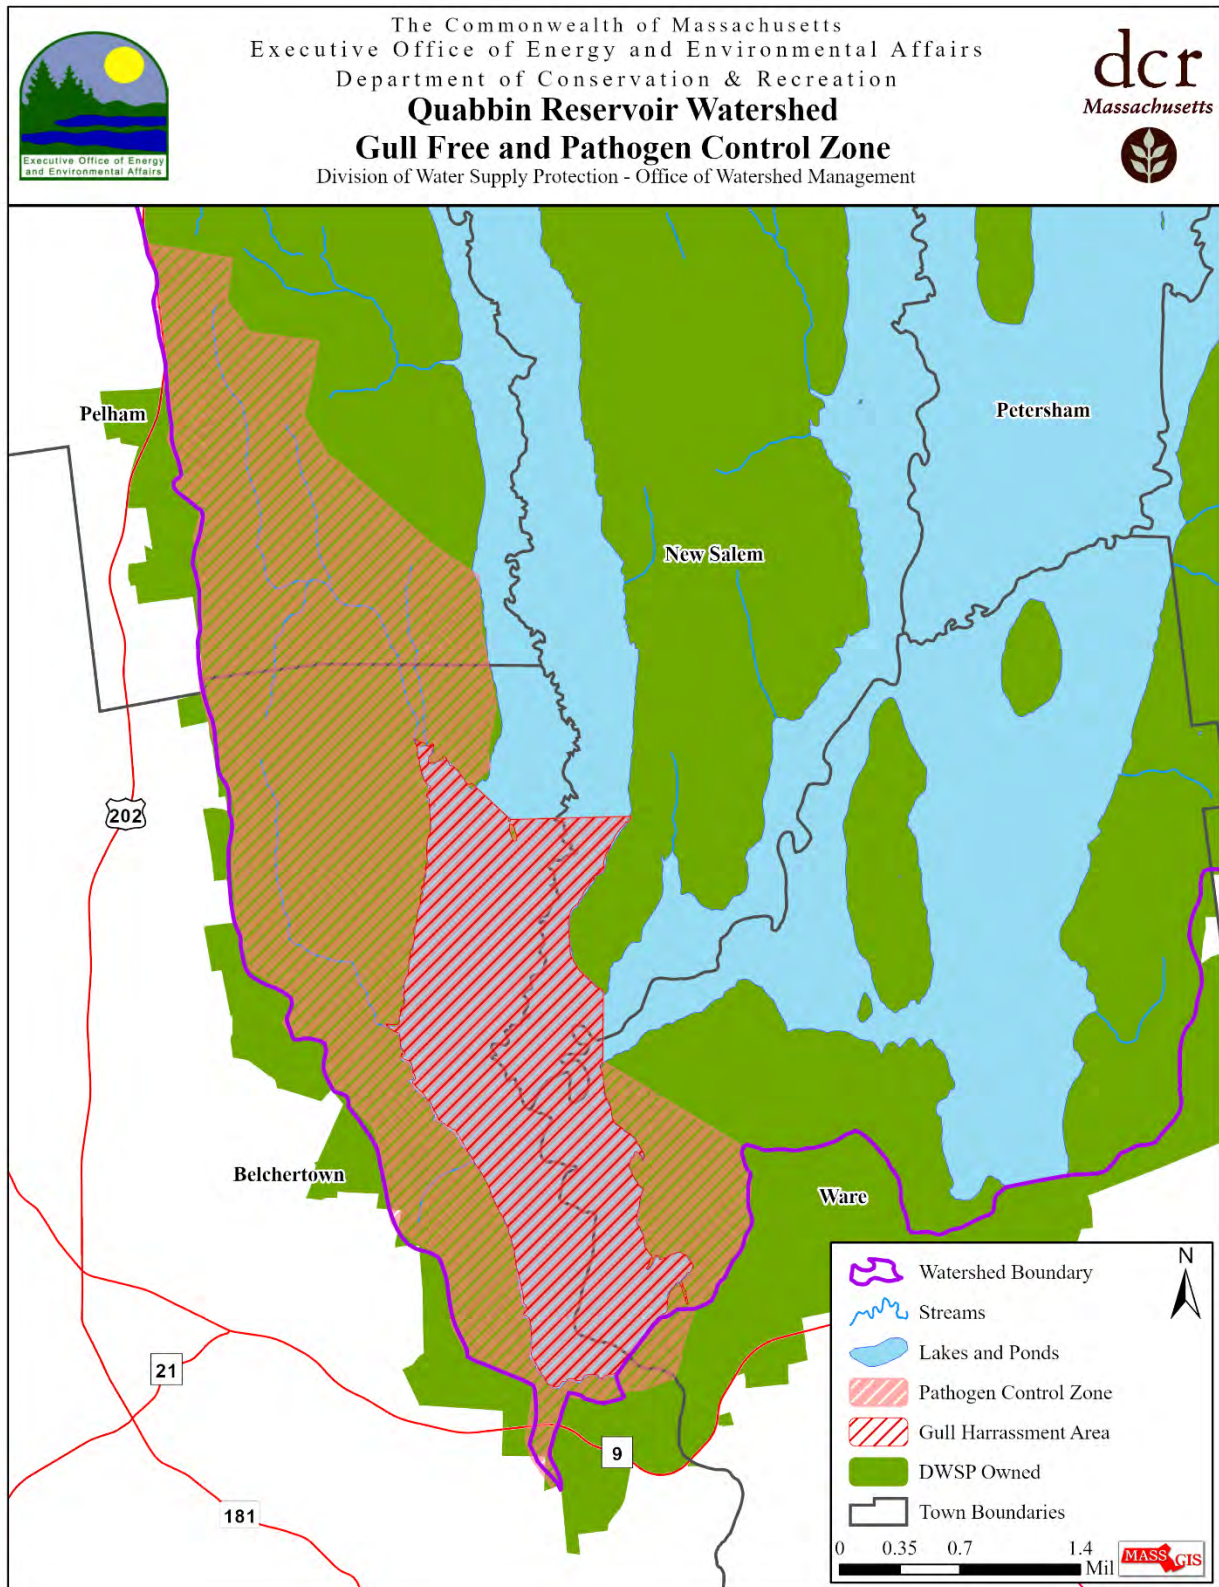 The Commonwealth of Massachusetts
Executive Office of Energy and Environmental Affairs
Department of Conservation & Recreation
Quabbin Reservoir Watershed
Gull Free and Pathogen Control Zone
Division of Water Supply Protection - Office of Watershed Management
Executive Office of Energy
and Environmental Affairs
dcr
Massachusetts
Pelham
Petersham
New Salem
202
Belchertown
Ware
21
9
181
N
Watershed Boundary
Streams
Lakes and Ponds
Pathogen Control Zone
Gull Harrassment Area
DWSP Owned
Town Boundaries
0 0.35 0.7 1.4
Mil
MASS GIS